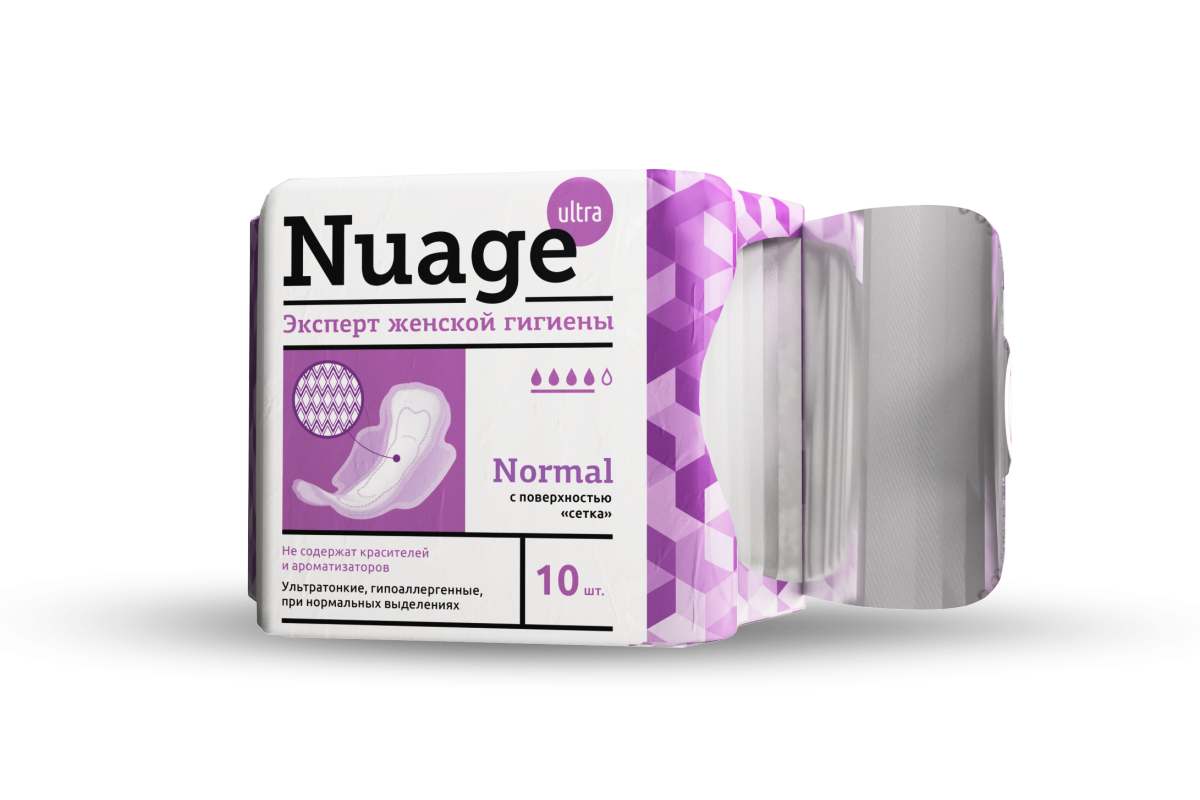 ultra
Nuage
Эксперт женской гигиены
Normal
с поверхностью
«сетка»
Не содержат красителей
и ароматизаторов
Ультратонкие, гипоаллергенные,
при нормальных выделениях
10 шт.